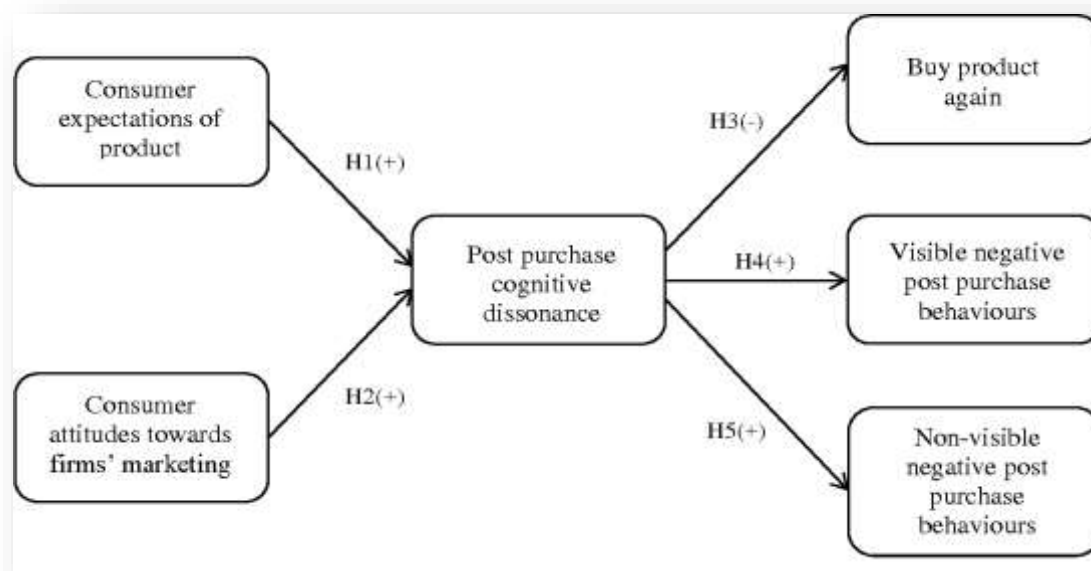 Consumer
expectations of
product
H1(+)
Consumer
attitudes towards
firms’ marketing
H2(+)
Post purchase
cognitive
dissonance
H3(-)
Buy product
again
H4(+)
Visible negative
post purchase
behaviours
H5(+)
Non-visible
negative post
purchase
behaviours